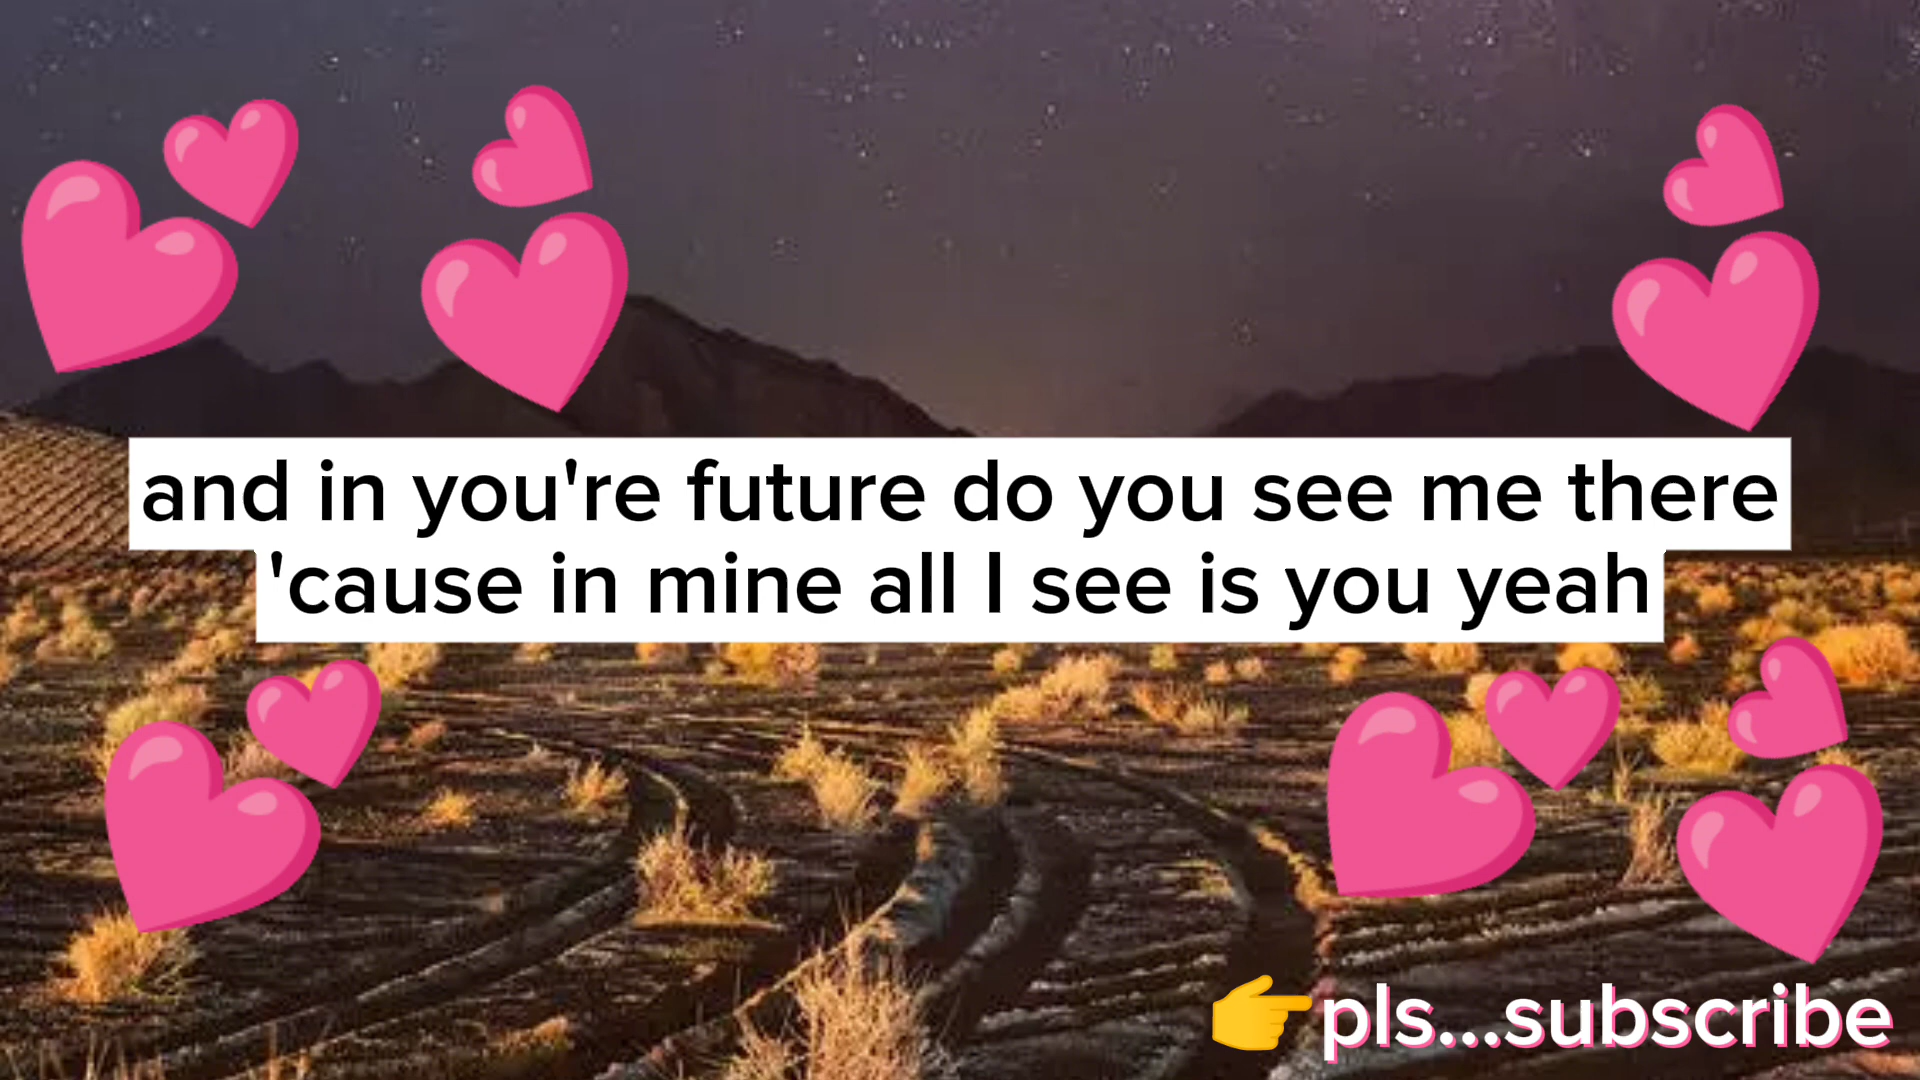 and in you're future do you see me there
'cause in mine all I see is you yeah
pls...subscribe